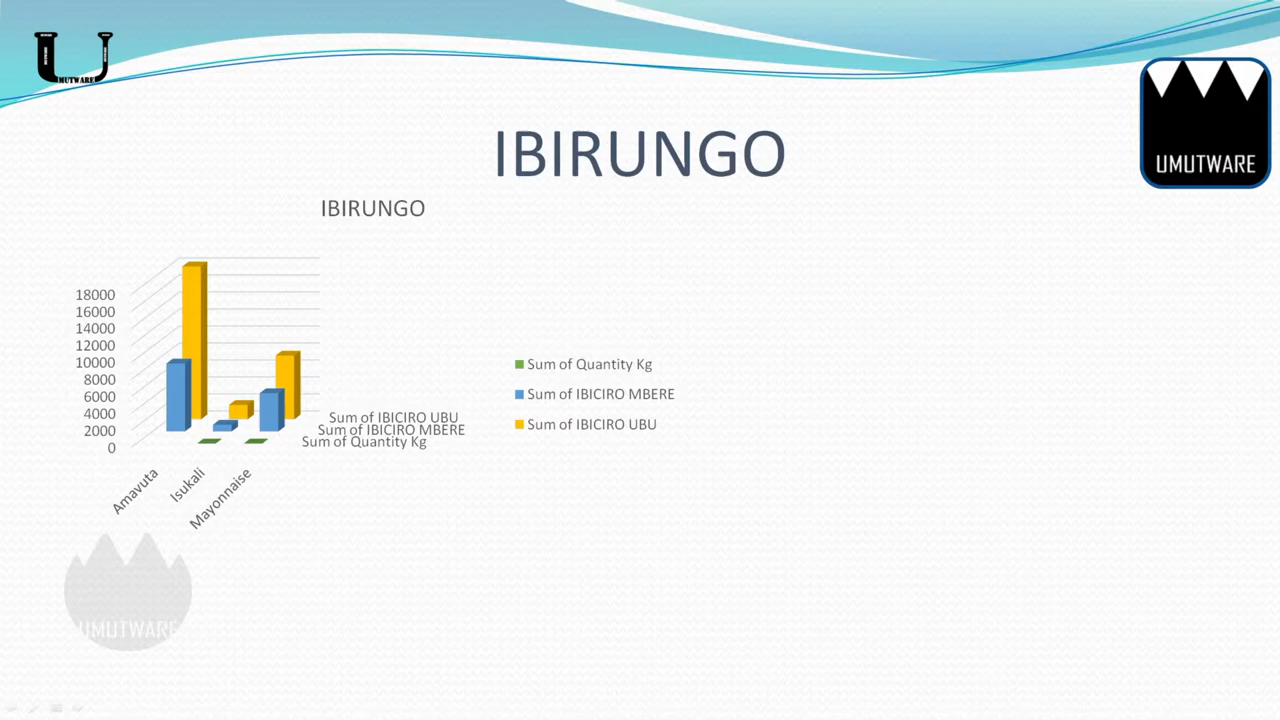 UMUTWARE
UMUTWARE
IBIRUNGO
IBIRUNGO
18000
16000
14000
12000
10000
8000
6000
4000
2000
0
Sum of IBICIRO UBU
Sum of IBICIRO MBERE
Sum of Quantity Kg
Amavuta
Isukali
Mayonnaise
Sum of Quantity Kg
Sum of IBICIRO MBERE
Sum of IBICIRO UBU
UMUTWARE